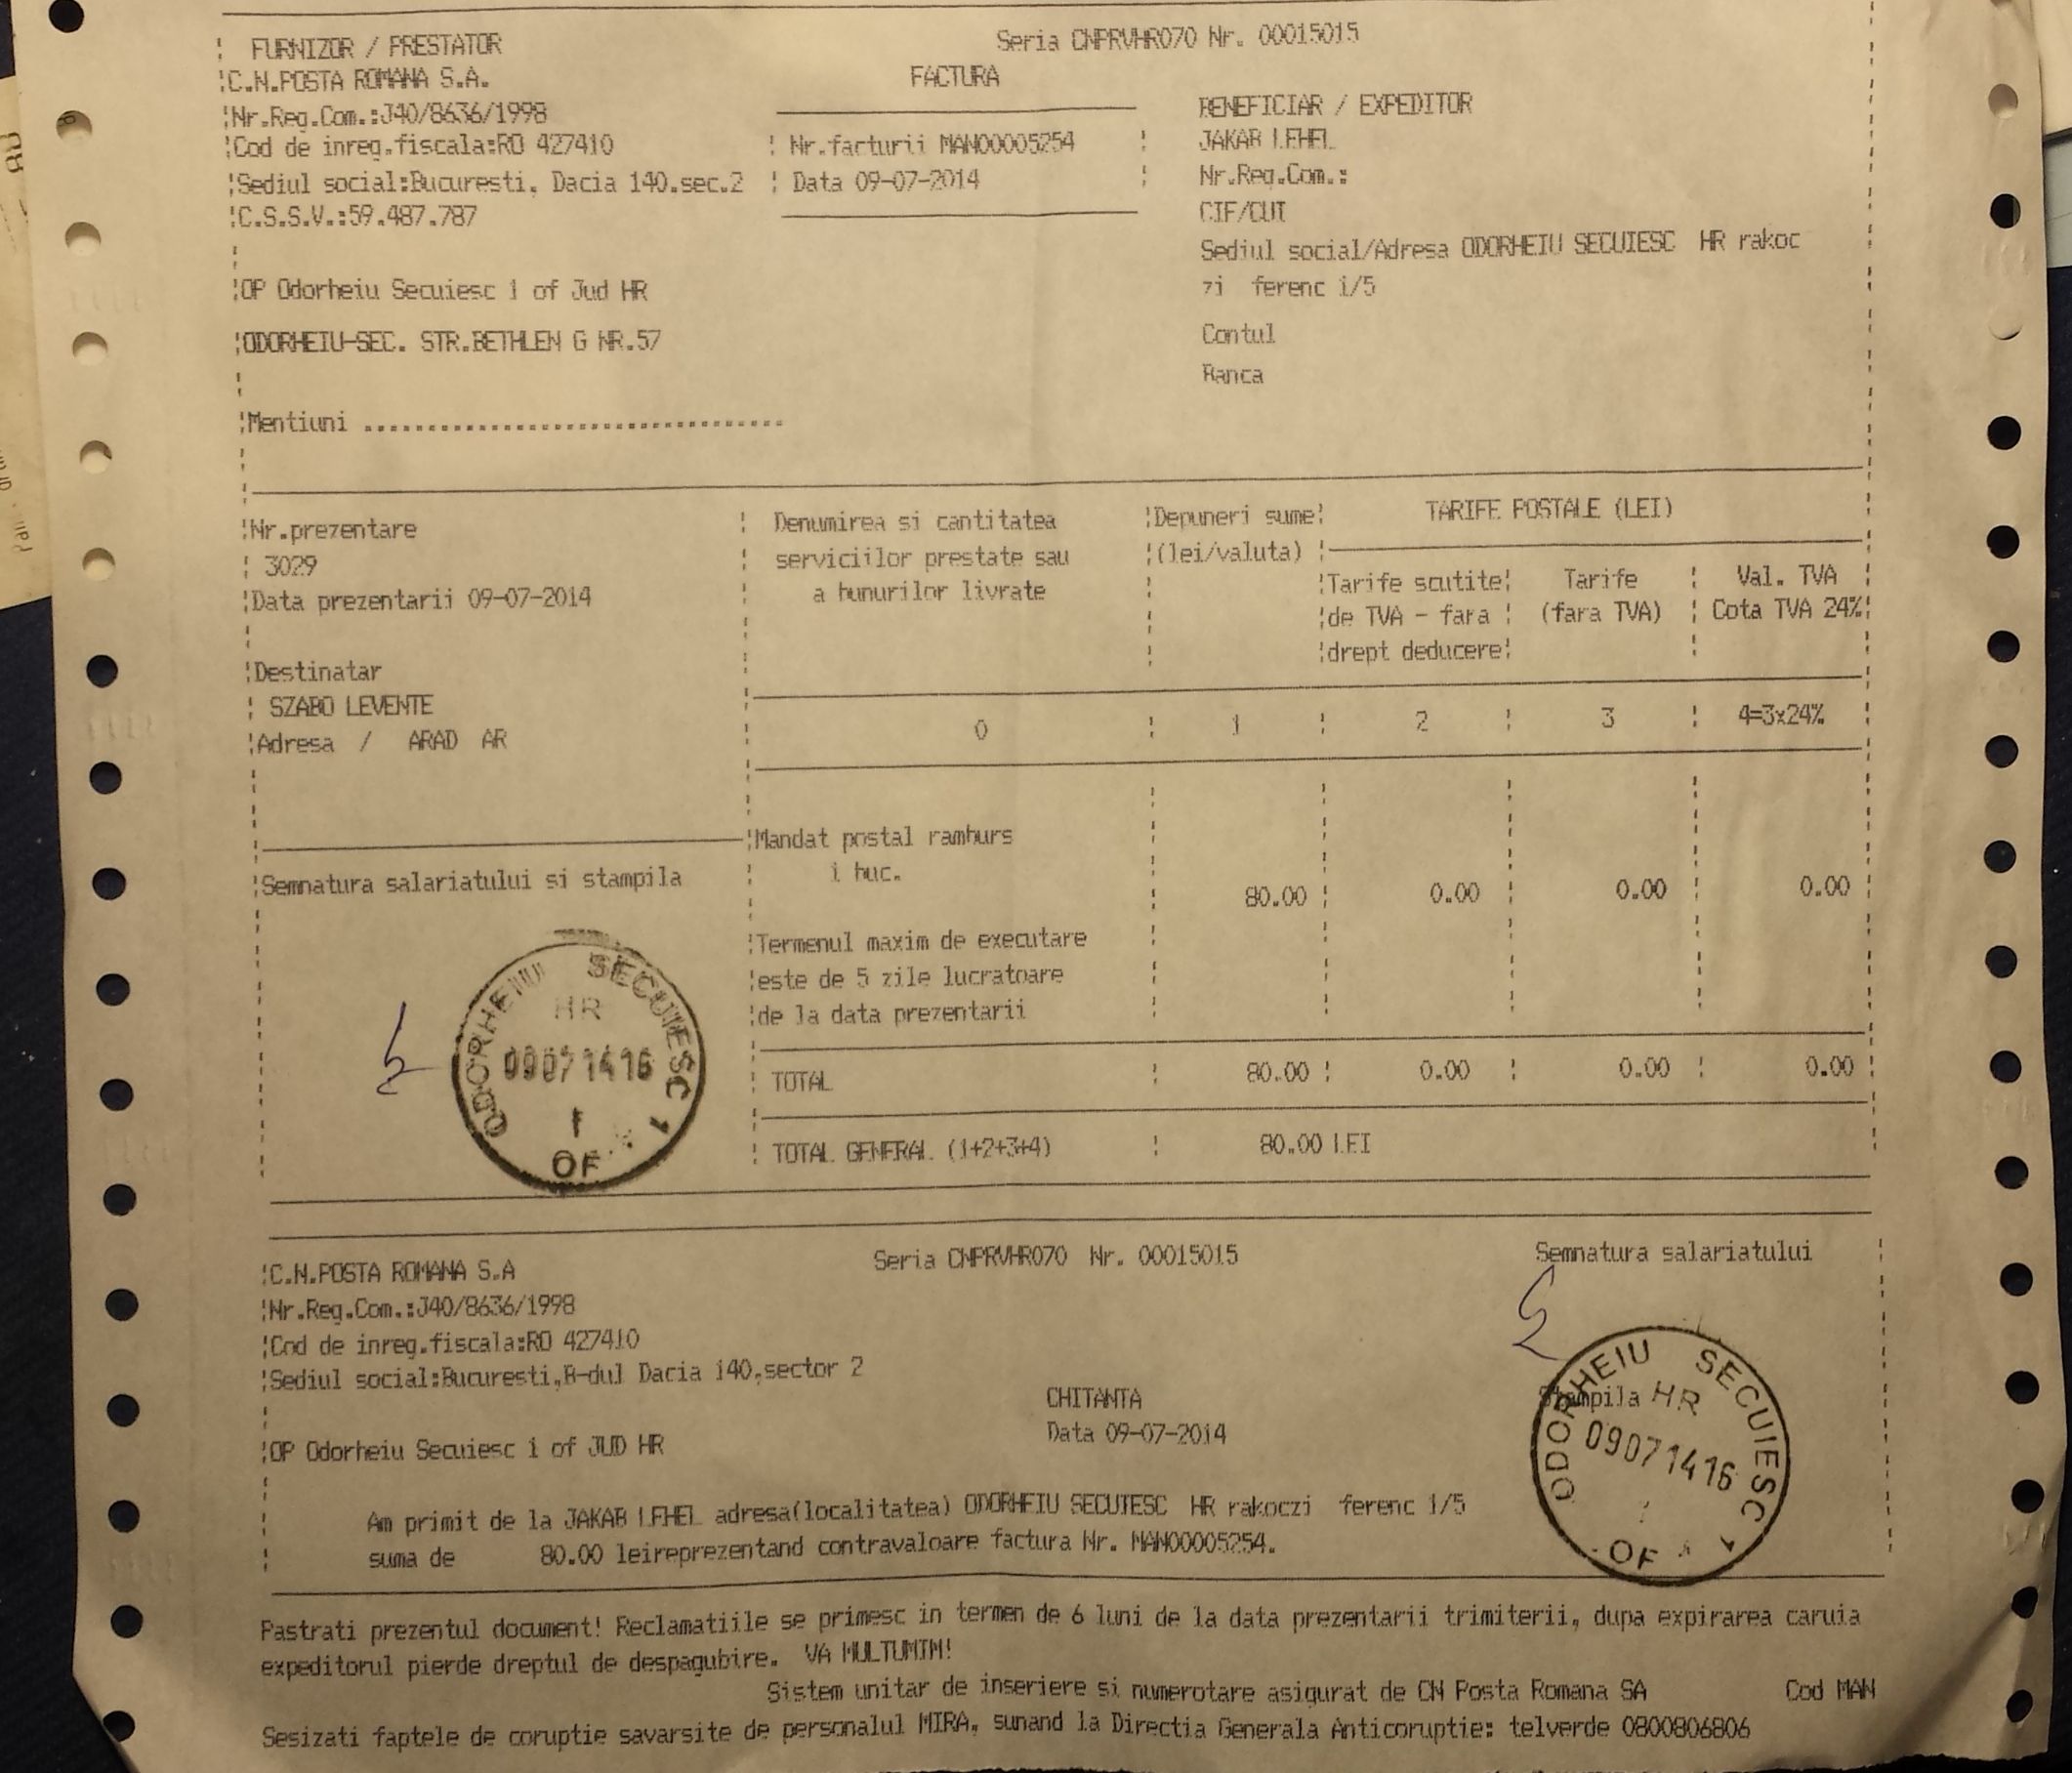 FURNIZOR / PRESTATOR
Seria CNPRVHR070 Nr. 00015015
C.N.POSTA ROMANA S.A.
FACTURA
Nr.Reg.Com.:J40/8636/1998
BENEFICIAR / EXPEDITOR
Cod de inreg.fiscala:RO 427410
Nr.facturii MAN00005254
JAKAB LEHEL
Sediul social:Bucuresti, Dacia 140.sec.2
Data 09-07-2014
Nr.Reg.Com.:
C.S.S.V.:59.487.787
CIF/CUI
Sediul social/Adresa ODORHEIU SECUIESC HR rakoc
zi ferenc 1/5
OP Odorheiu Secuiesc 1 of Jud HR
ODORHEIU-SEC. STR.BETHLEN G NR.57
Contul
Banca
Mentiuni .................................
Nr.prezentare
3029
Data prezentarii 09-07-2014
Destinatar
SZABO LEVENTE
Adresa / ARAD AR
Semnatura salariatului si stampila
Denumirea si cantitatea
serviciilor prestate sau
a bunurilor livrate
Depuneri sume
(lei/valuta)
TARIFE POSTALE (LEI)
Tarife scutite
de TVA - fara
drept deducere
Tarife
(fara TVA)
Val. TVA
Cota TVA 24%
0 1 2 3 4=3x24%
Mandat postal ramburs
1 buc.
80.00 0.00 0.00 0.00
Termenul maxim de executare
este de 5 zile lucratoare
de la data prezentarii
TOTAL 80.00 0.00 0.00 0.00
TOTAL GENERAL (1+2+3+4) 80.00 LEI
ODORHEIU SECUIESC 1
HR
09071416
OF
C.N.POSTA ROMANA S.A
Seria CNPRVHR070 Nr. 00015015
Semnatura salariatului
Nr.Reg.Com.:J40/8636/1998
Cod de inreg.fiscala:RO 427410
Sediul social:Bucuresti,B-dul Dacia 140,sector 2
CHITANTA
Stampila
Data 09-07-2014
OP Odorheiu Secuiesc 1 of JUD HR
ODORHEIU SECUIESC 1
HR
09071416
OF
Am primit de la JAKAB LEHEL adresa(localitatea) ODORHEIU SECUIESC HR rakoczi ferenc 1/5
suma de 80.00 leireprezentand contravaloare factura Nr. MAN00005254.
Pastrati prezentul document! Reclamatiile se primesc in termen de 6 luni de la data prezentarii trimiterii, dupa expirarea caruia
expeditorul pierde dreptul de despagubire. VA MULTUMIM!
Sistem unitar de inseriere si numerotare asigurat de CN Posta Romana SA Cod MAN
Sesizati faptele de coruptie savarsite de personalul MIRA, sunand la Directia Generala Anticoruptie: telverde 0800806806